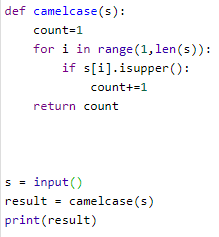 def camelcase(s):
    count=1
    for i in range(1,len(s)):
        if s[i].isupper():
            count+=1
    return count
s = input()
result = camelcase(s)
print(result)